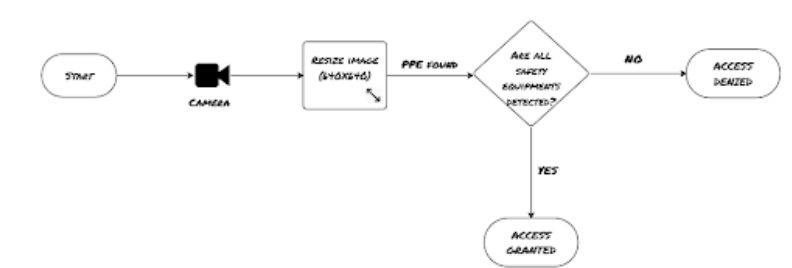 START
CAMERA
RESIZE IMAGE
(640X640)
PPE FOUND
ARE ALL
SAFETY
EQUIPMENTS
DETECTED?
NO
ACCESS
DENIED
YES
ACCESS
GRANTED